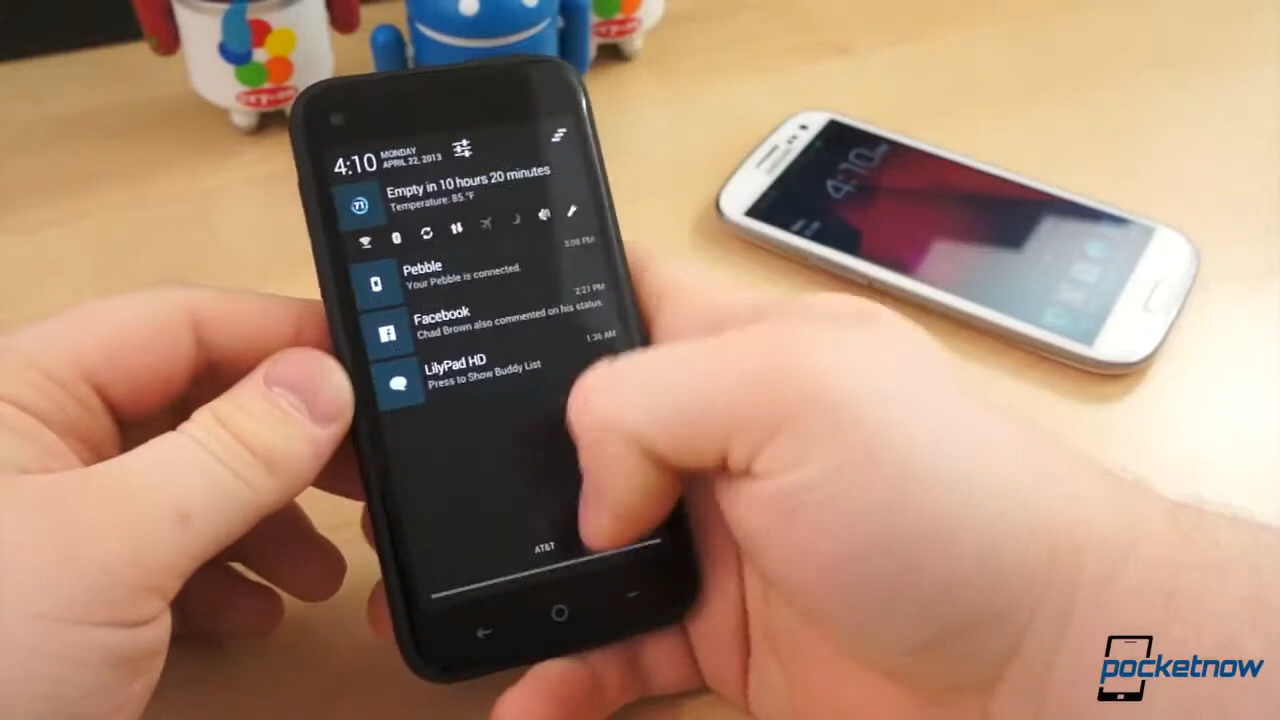 4:10 MONDAY
APRIL 22, 2013
71
Empty in 10 hours 20 minutes
Temperature: 85.°F
3:08 PM
Pebble
Your Pebble is connected.
2:21 PM
Facebook
Chad Brown also commented on his status.
1:36 AM
LilyPad HD
Press to Show Buddy List
AT&T
4:10
pocketnow